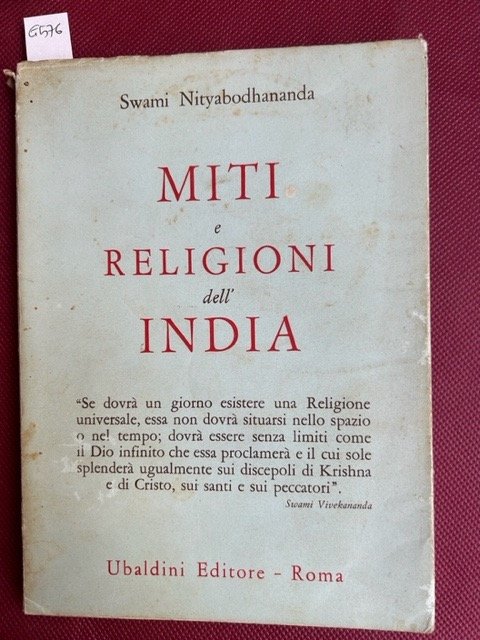 G576
Swami Nityabodhananda
MITI
e
RELIGIONI
dell'
INDIA
"Se dovrà un giorno esistere una Religione
universale, essa non dovrà situarsi nello spazio
o nel tempo; dovrà essere senza limiti come
il Dio infinito che essa proclamerà e il cui sole
splenderà ugualmente sui discepoli di Krishna
e di Cristo, sui santi e sui peccatori".
Swami Vivekananda
Ubaldini Editore - Roma